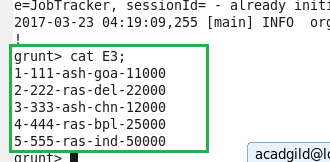 e=JobTracker, sessionId= - already initi
2017-03-23 04:19:09,255 [main] INFO org
!
grunt> cat E3;
1-111-ash-goa-11000
2-222-ras-del-22000
3-333-ash-chn-12000
4-444-ras-bpl-25000
5-555-ras-ind-50000
grunt>
acadgild@lo